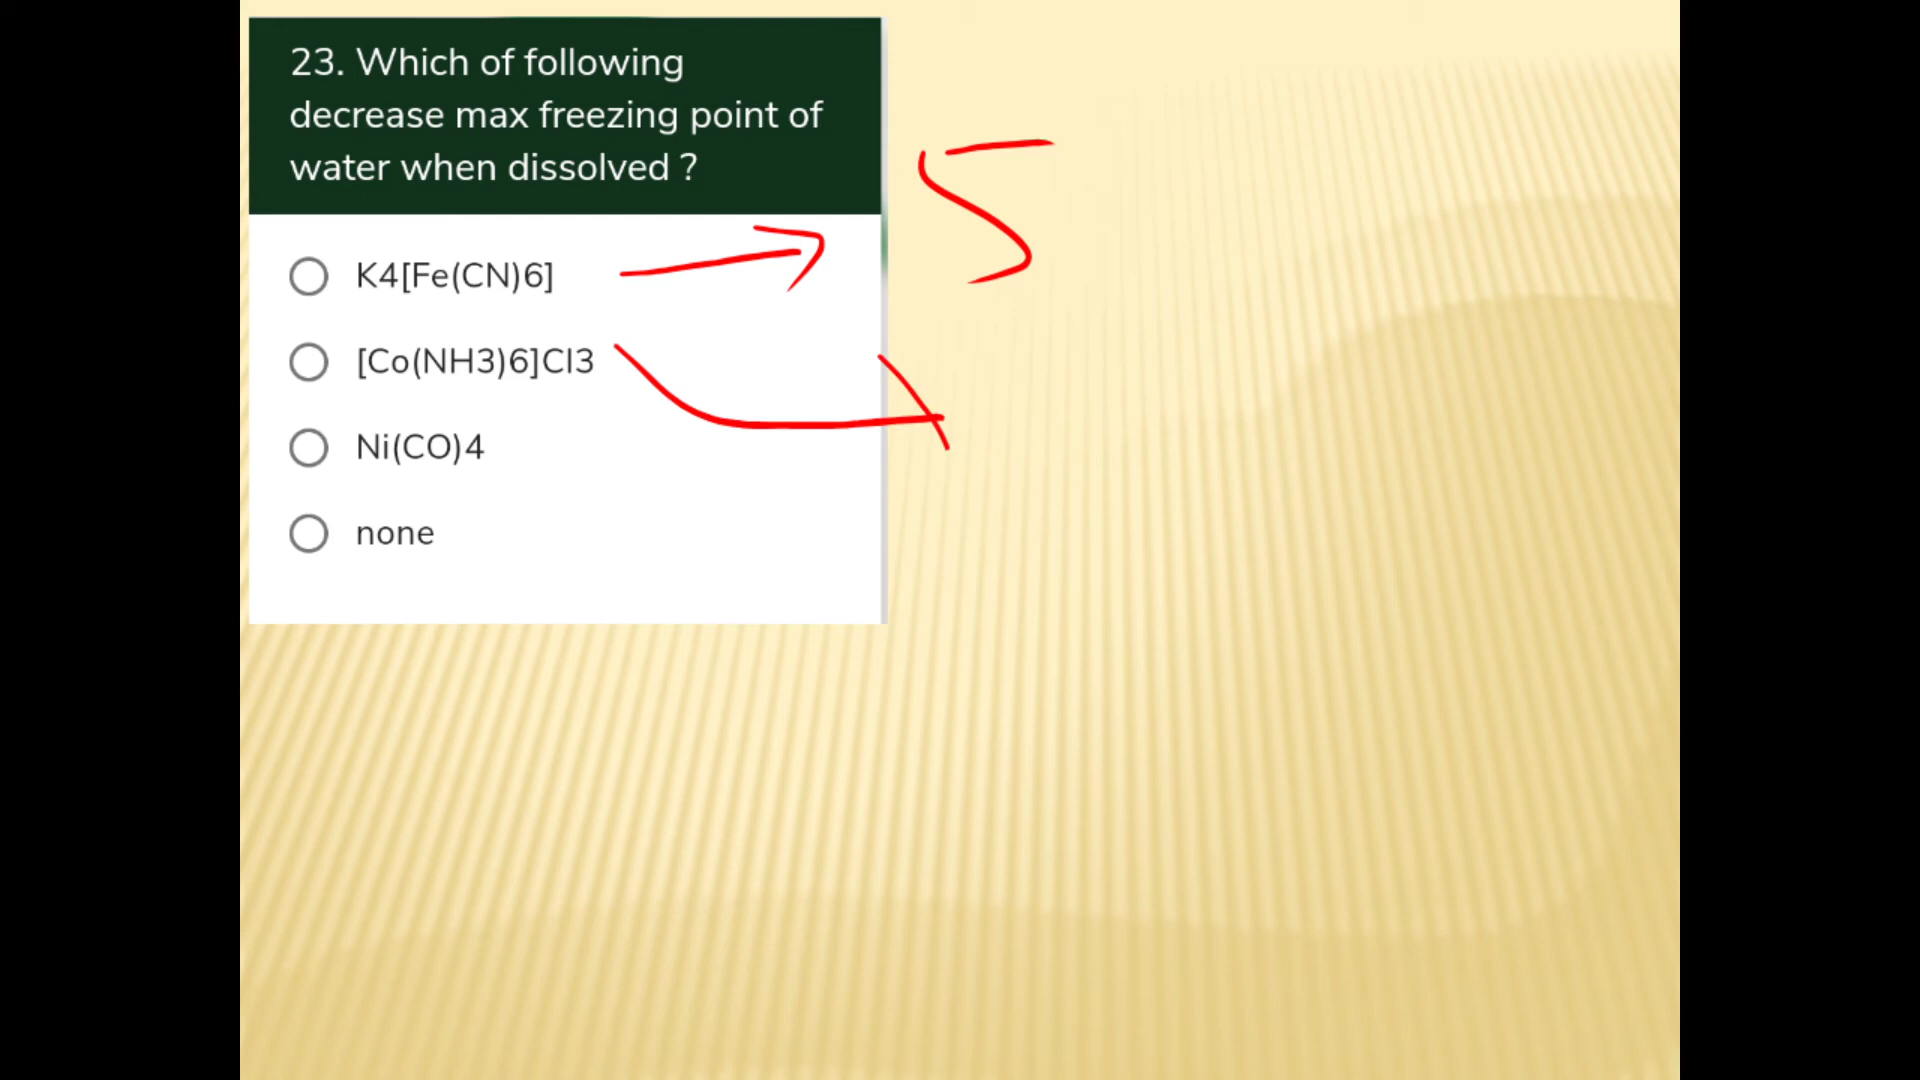 23. Which of following
decrease max freezing point of
water when dissolved ?
K4[Fe(CN)6]
5
[Co(NH3)6]Cl3
Ni(CO)4
none